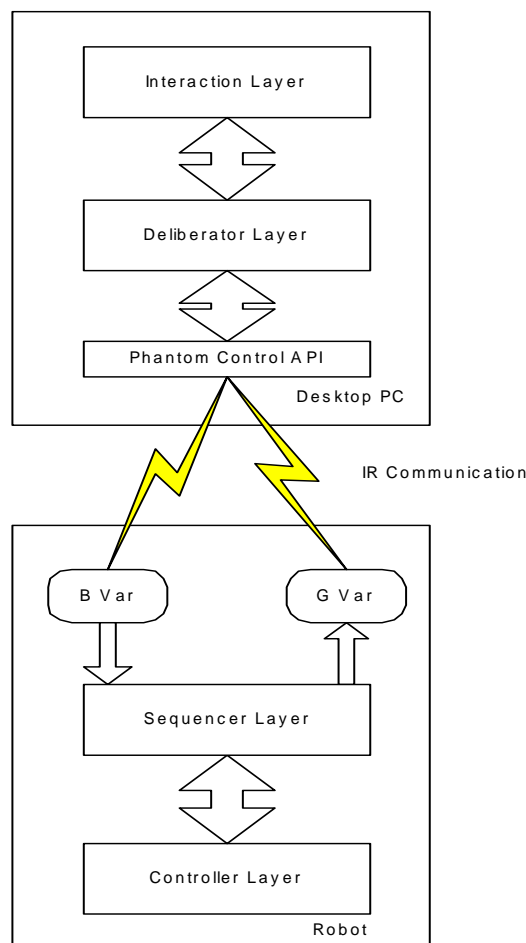 Interaction Layer
Deliberator Layer
Phantom Control API
Desktop PC
IR Communication
B Var
G Var
Sequencer Layer
Controller Layer
Robot